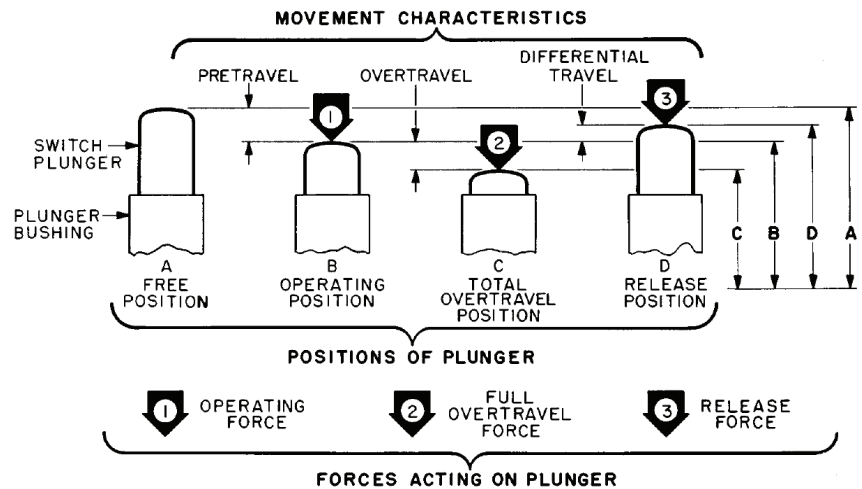 MOVEMENT CHARACTERISTICS
PRETRAVEL
OVERTRAVEL
DIFFERENTIAL
TRAVEL
1
2
3
SWITCH
PLUNGER
PLUNGER
BUSHING
A
FREE
POSITION
B
OPERATING
POSITION
C
TOTAL
OVERTRAVEL
POSITION
D
RELEASE
POSITION
C
B
D
A
POSITIONS OF PLUNGER
1
OPERATING
FORCE
2
FULL
OVERTRAVEL
FORCE
3
RELEASE
FORCE
FORCES ACTING ON PLUNGER